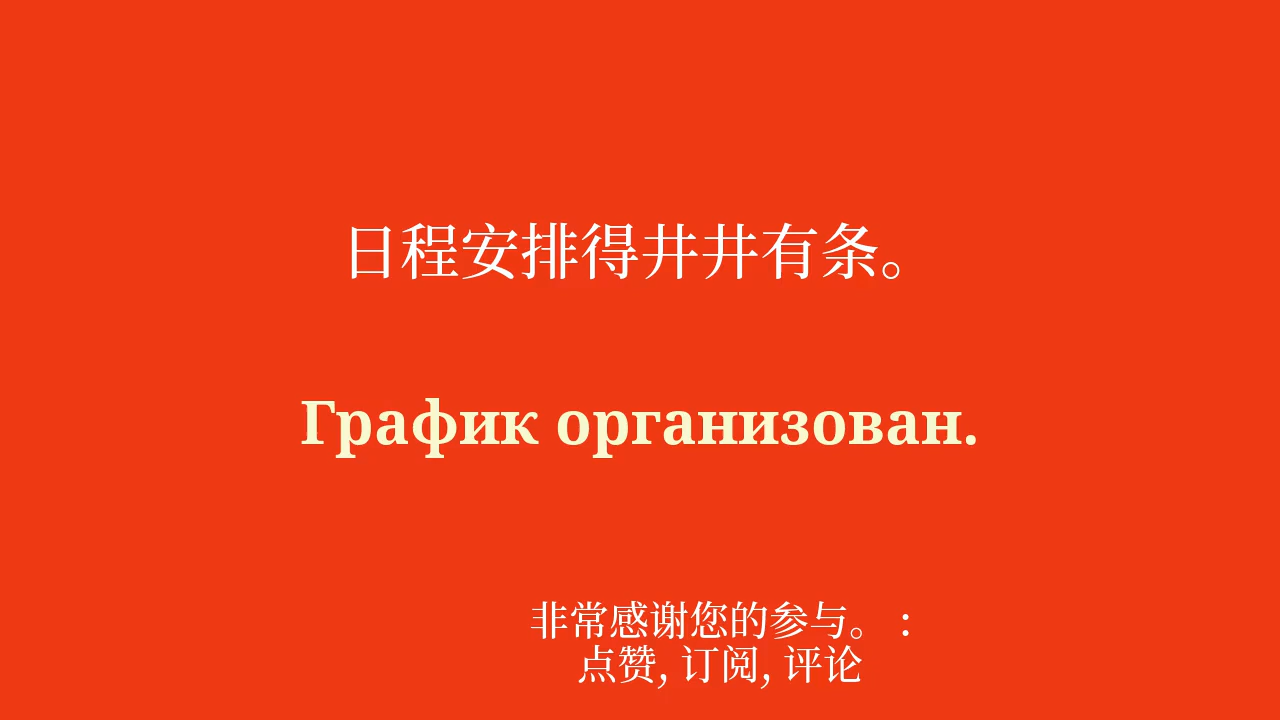 日程安排得井井有条。
График организован.
非常感谢您的参与。 :
点赞, 订阅, 评论